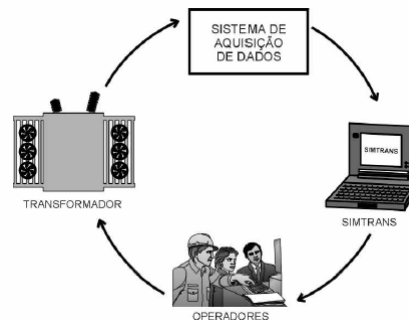 SISTEMA DE
AQUISIÇÃO
DE DADOS
SIMTRANS
TRANSFORMADOR
SIMTRANS
OPERADORES